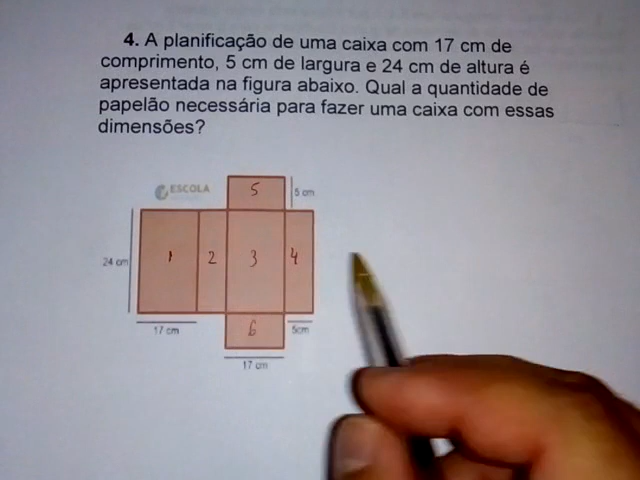 4. A planificação de uma caixa com 17 cm de
comprimento, 5 cm de largura e 24 cm de altura é
apresentada na figura abaixo. Qual a quantidade de
papelão necessária para fazer uma caixa com essas
dimensões?
ESCOLA
5
5 cm
24 cm
1
2
3
4
17 cm
6
5cm
17 cm